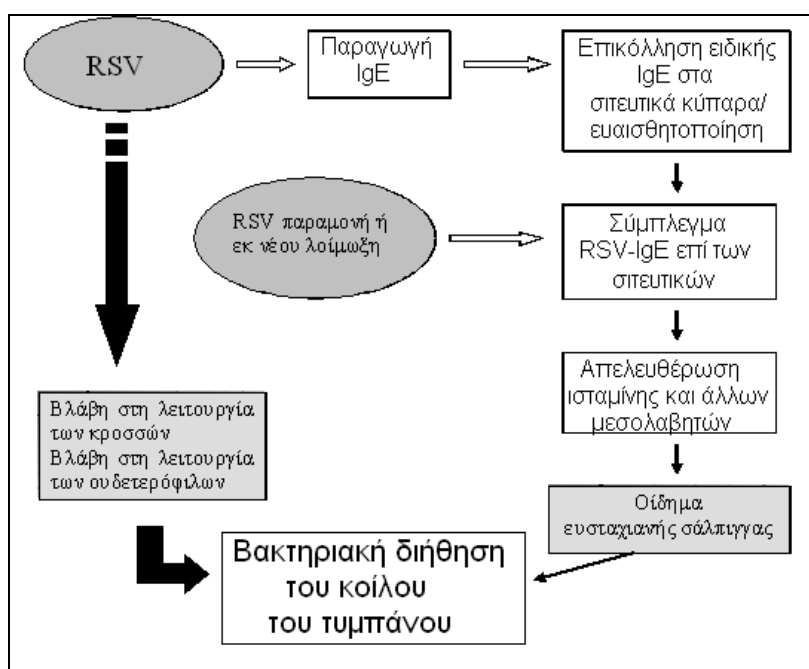 RSV
Παραγωγή
IgE
Επικόλληση ειδικής
IgE στα
σιτευτικά κύπαρα/
ευαισθητοποίηση
RSV παραμονή ή
εκ νέου λοίμωξη
Σύμπλεγμα
RSV-IgE επί των
σιτευτικών
Απελευθέρωση
ισταμίνης και άλλων
μεσολαβητών
Βλάβη στη λειτουργία
των κροσσών
Βλάβη στη λειτουργία
των ουδετερόφιλων
Οίδημα
ευσταχιανής σάλπιγγας
Βακτηριακή διήθηση
του κοίλου
του τυμπάνου